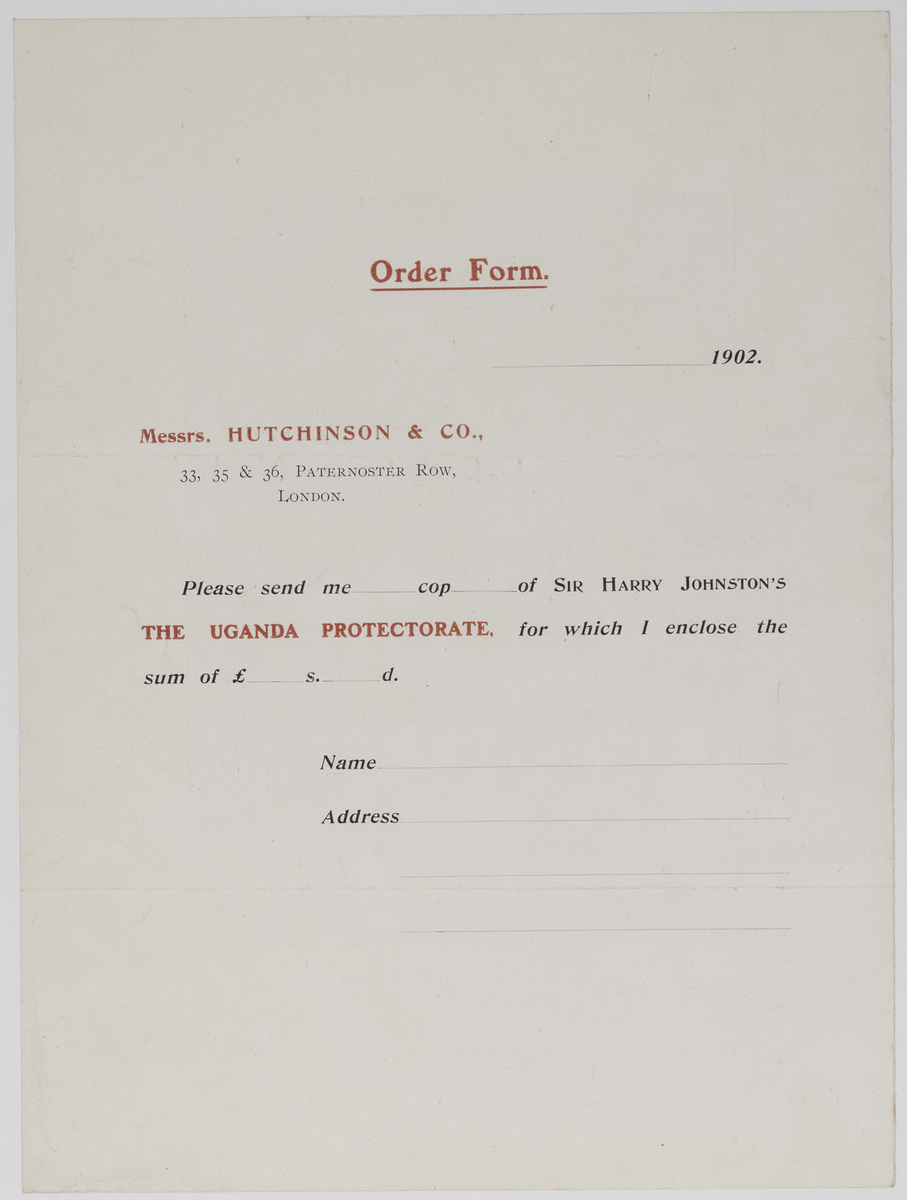 Order Form.
1902.
Messrs. HUTCHINSON & CO.,
33, 35 & 36, PATERNOSTER ROW,
LONDON.
Please send me cop of SIR HARRY JOHNSTON'S
THE UGANDA PROTECTORATE, for which I enclose the
sum of £ s. d.
Name
Address